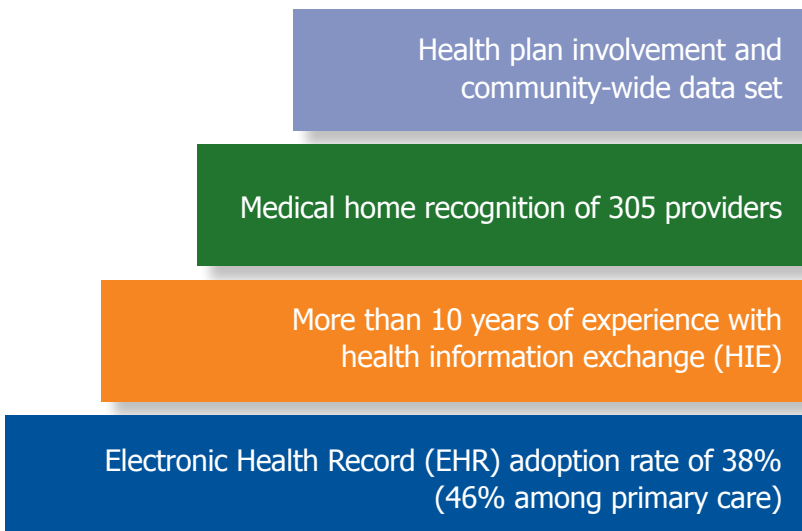 Health plan involvement and
community-wide data set
Medical home recognition of 305 providers
More than 10 years of experience with
health information exchange (HIE)
Electronic Health Record (EHR) adoption rate of 38%
(46% among primary care)